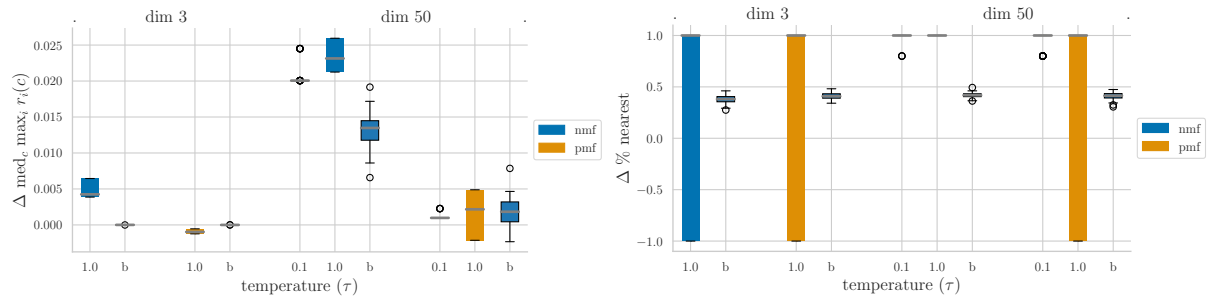 . dim 3 dim 50 .
0.025
0.020
0.015
0.010
0.005
0.000
Δ med_c max_i r_i(c)
1.0 b 1.0 b 0.1 1.0 b 0.1 1.0 b
temperature (τ)
nmf
pmf
. dim 3 dim 50 .
1.0
0.5
0.0
−0.5
−1.0
Δ % nearest
1.0 b 1.0 b 0.1 1.0 b 0.1 1.0 b
temperature (τ)
nmf
pmf